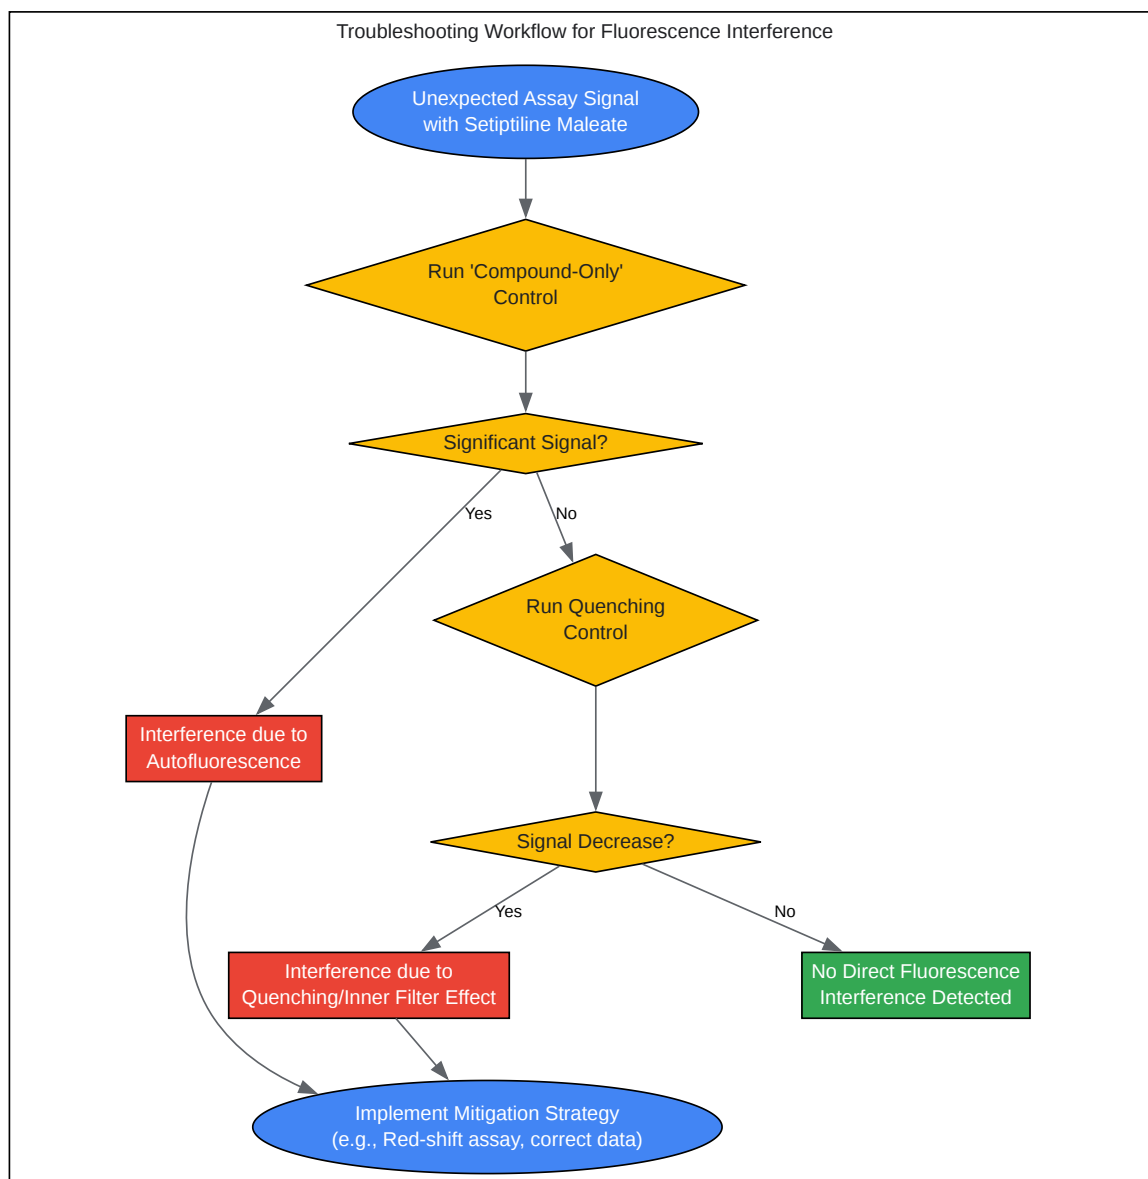 Troubleshooting Workflow for Fluorescence Interference
Unexpected Assay Signal
with Setiptiline Maleate
Run 'Compound-Only'
Control
Significant Signal?
Yes
No
Run Quenching
Control
Interference due to
Autofluorescence
Signal Decrease?
Yes
No
Interference due to
Quenching/Inner Filter Effect
No Direct Fluorescence
Interference Detected
Implement Mitigation Strategy
(e.g., Red-shift assay, correct data)